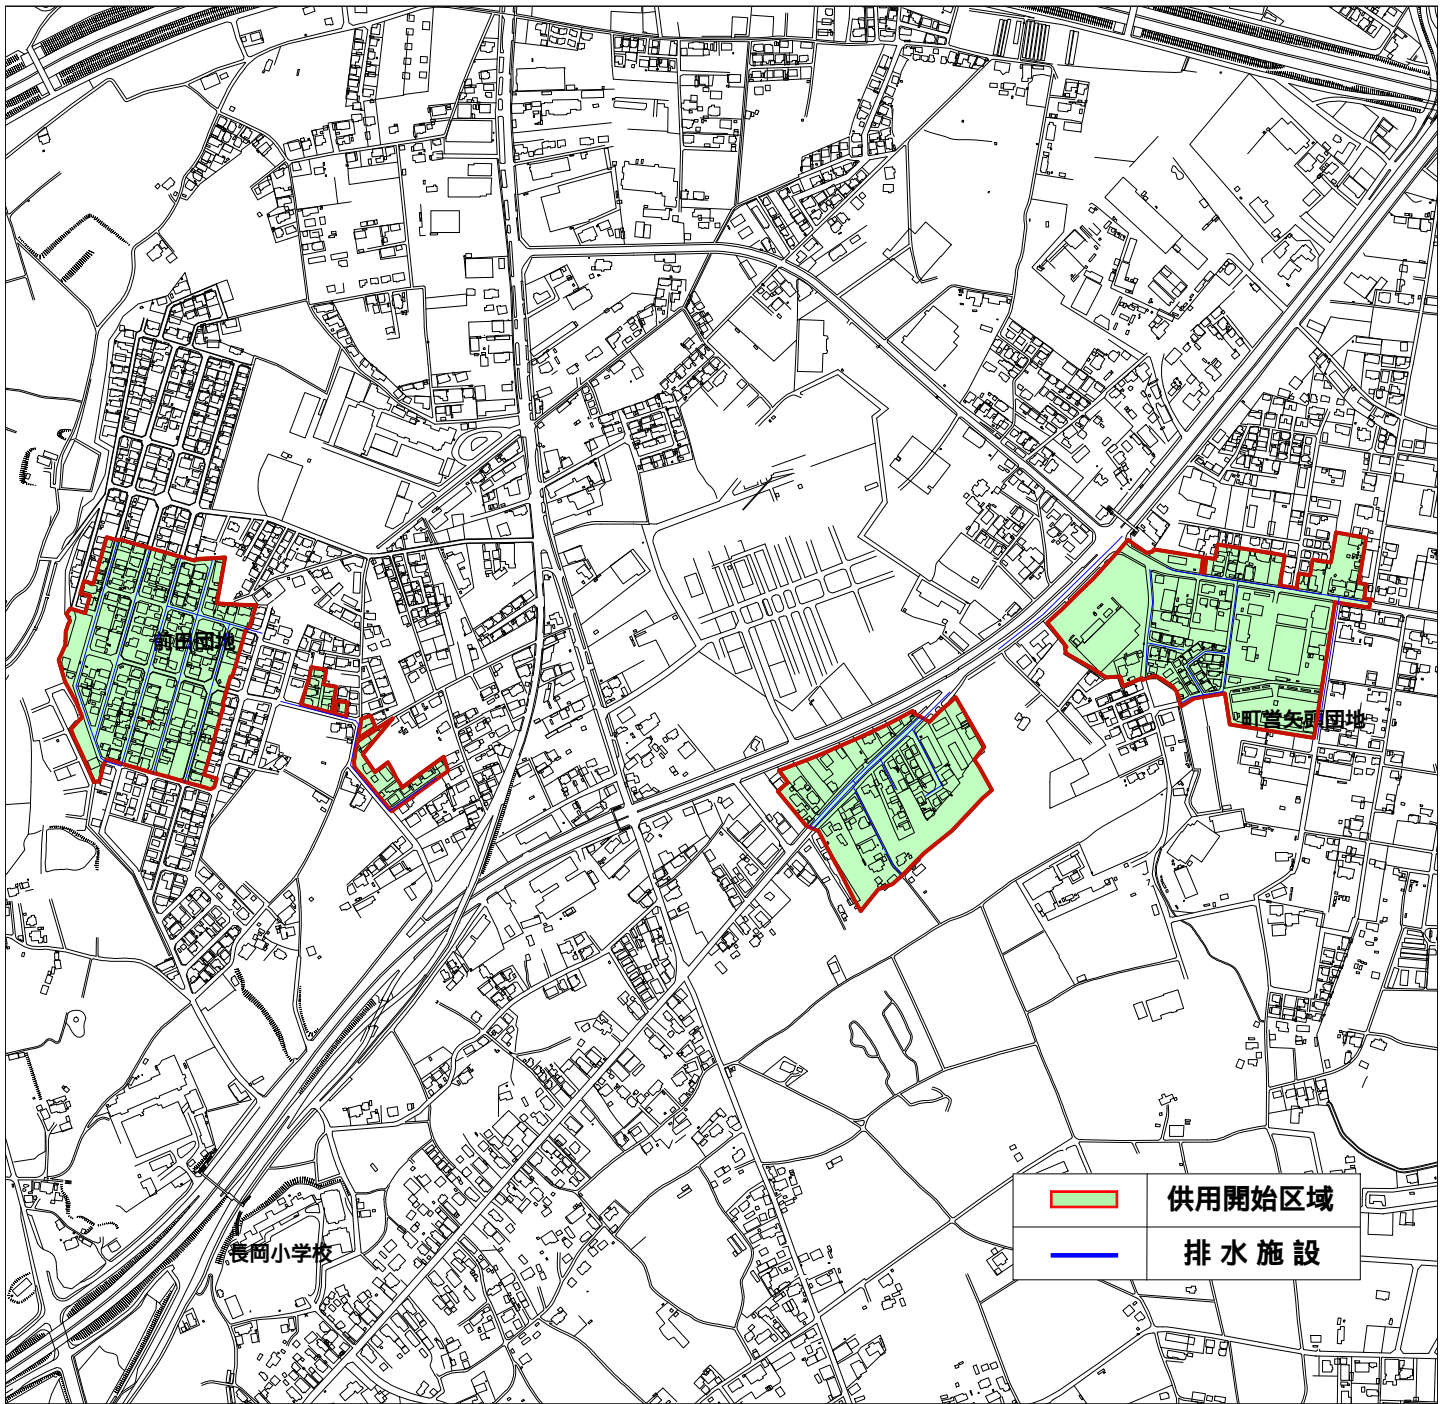 前田団地
町営矢頭団地
供用開始区域
排水施設
長岡小学校